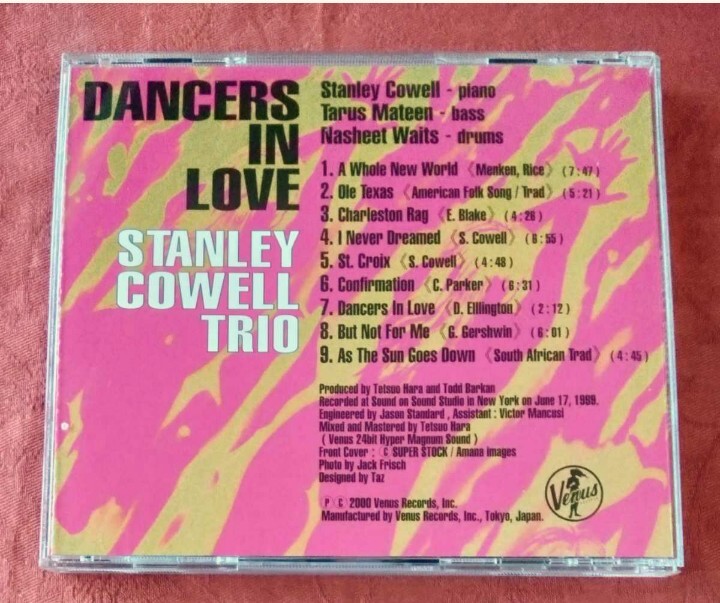 DANCERS
IN
LOVE
STANLEY
COWELL
TRIO
Stanley Cowell - piano
Tarus Mateen - bass
Nasheet Waits - drums
1. A Whole New World 〈Menken, Rice〉 (7:47)
2. Ole Texas 〈American Folk Song / Trad〉 (5:21)
3. Charleston Rag 〈E. Blake〉 (4:26)
4. I Never Dreamed 〈S. Cowell〉 (6:55)
5. St. Croix 〈S. Cowell〉 (4:48)
6. Confirmation 〈C. Parker〉 (6:31)
7. Dancers In Love 〈D. Elllington〉 (2:12)
8. But Not For Me 〈G. Gershwin〉 (6:01)
9. As The Sun Goes Down 〈South African Trad〉 (4:45)
Produced by Tetsuo Hara and Todd Barkan
Recorded at Sound on Sound Studio in New York on June 17, 1999.
Engineered by Jason Standard , Assistant : Victor Mancusi
Mixed and Mastered by Tetsuo Hara
( Venus 24bit Hyper Magnum Sound )
Front Cover : © SUPER STOCK / Amana images
Photo by Jack Frisch
Designed by Taz
℗ © 2000 Venus Records, Inc.
Manufactured by Venus Records, Inc., Tokyo, Japan.
Venus